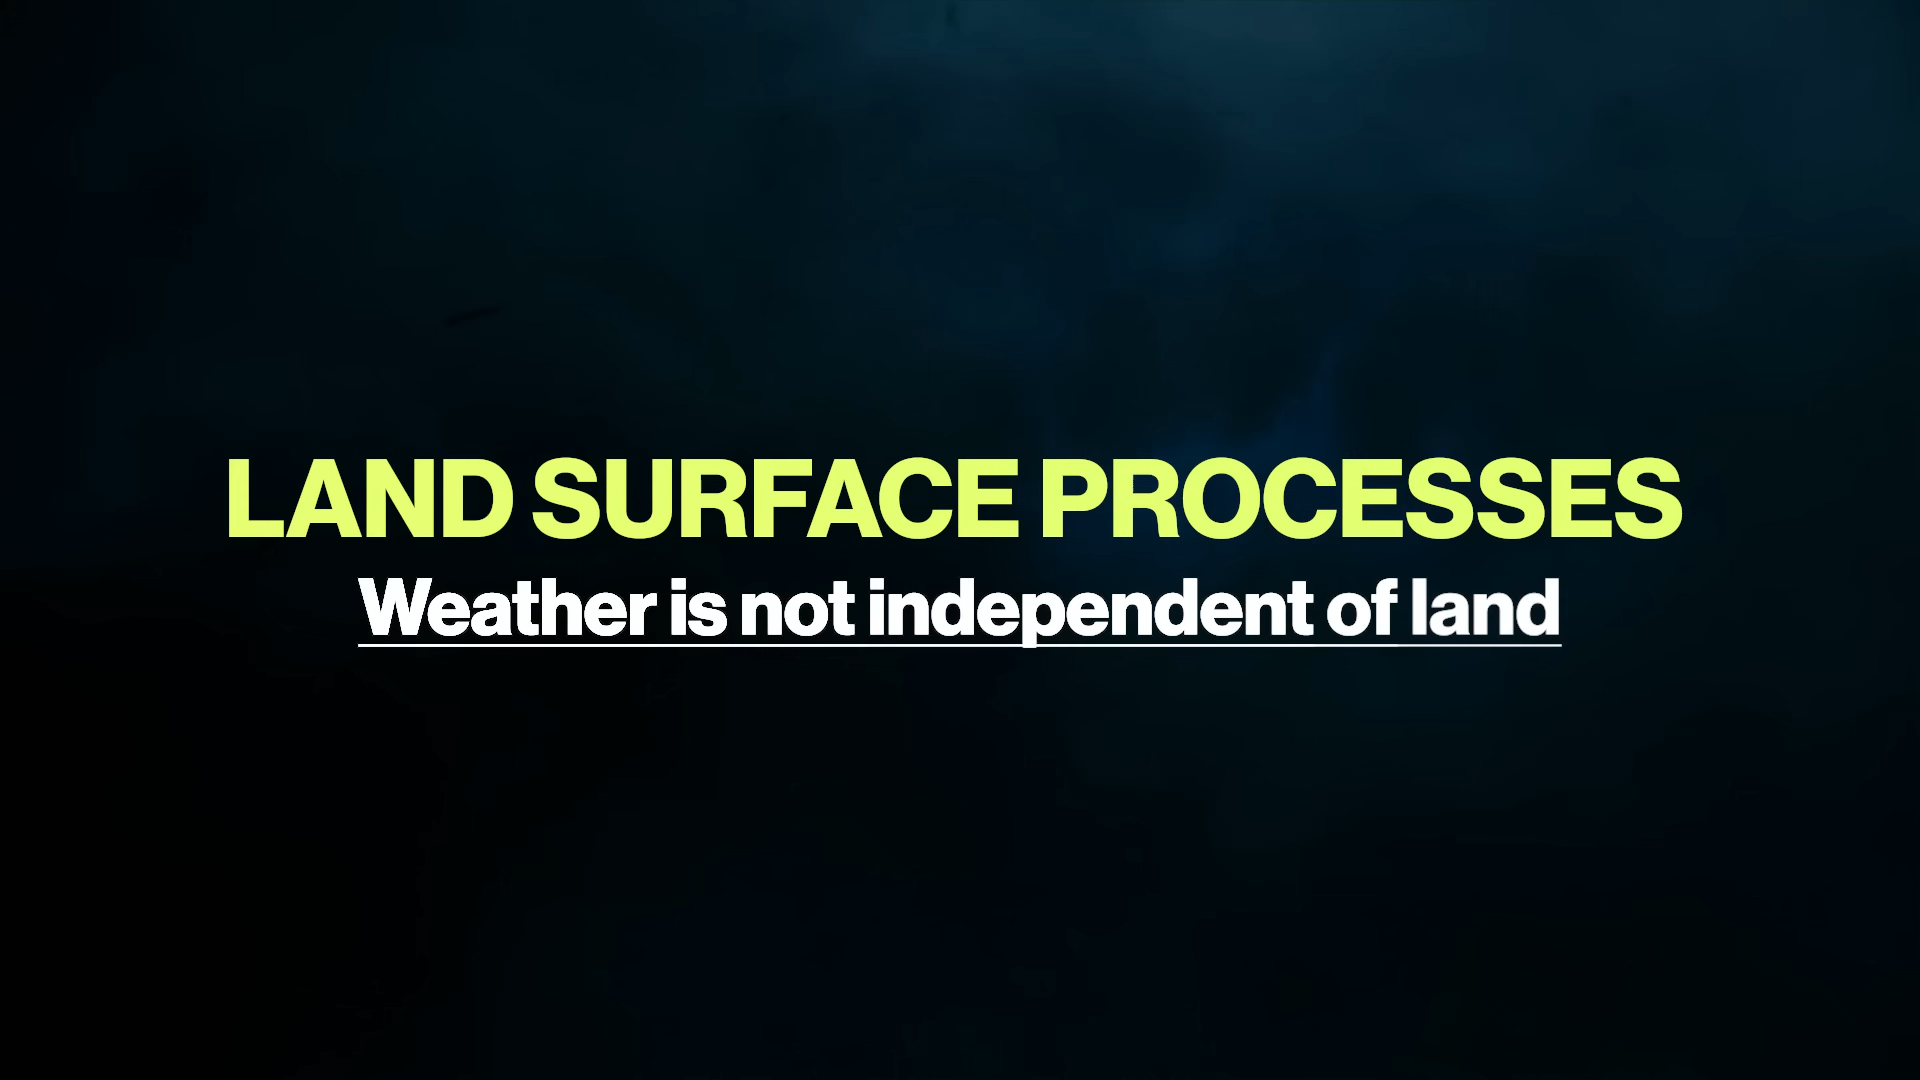 LAND SURFACE PROCESSES
Weather is not independent of land